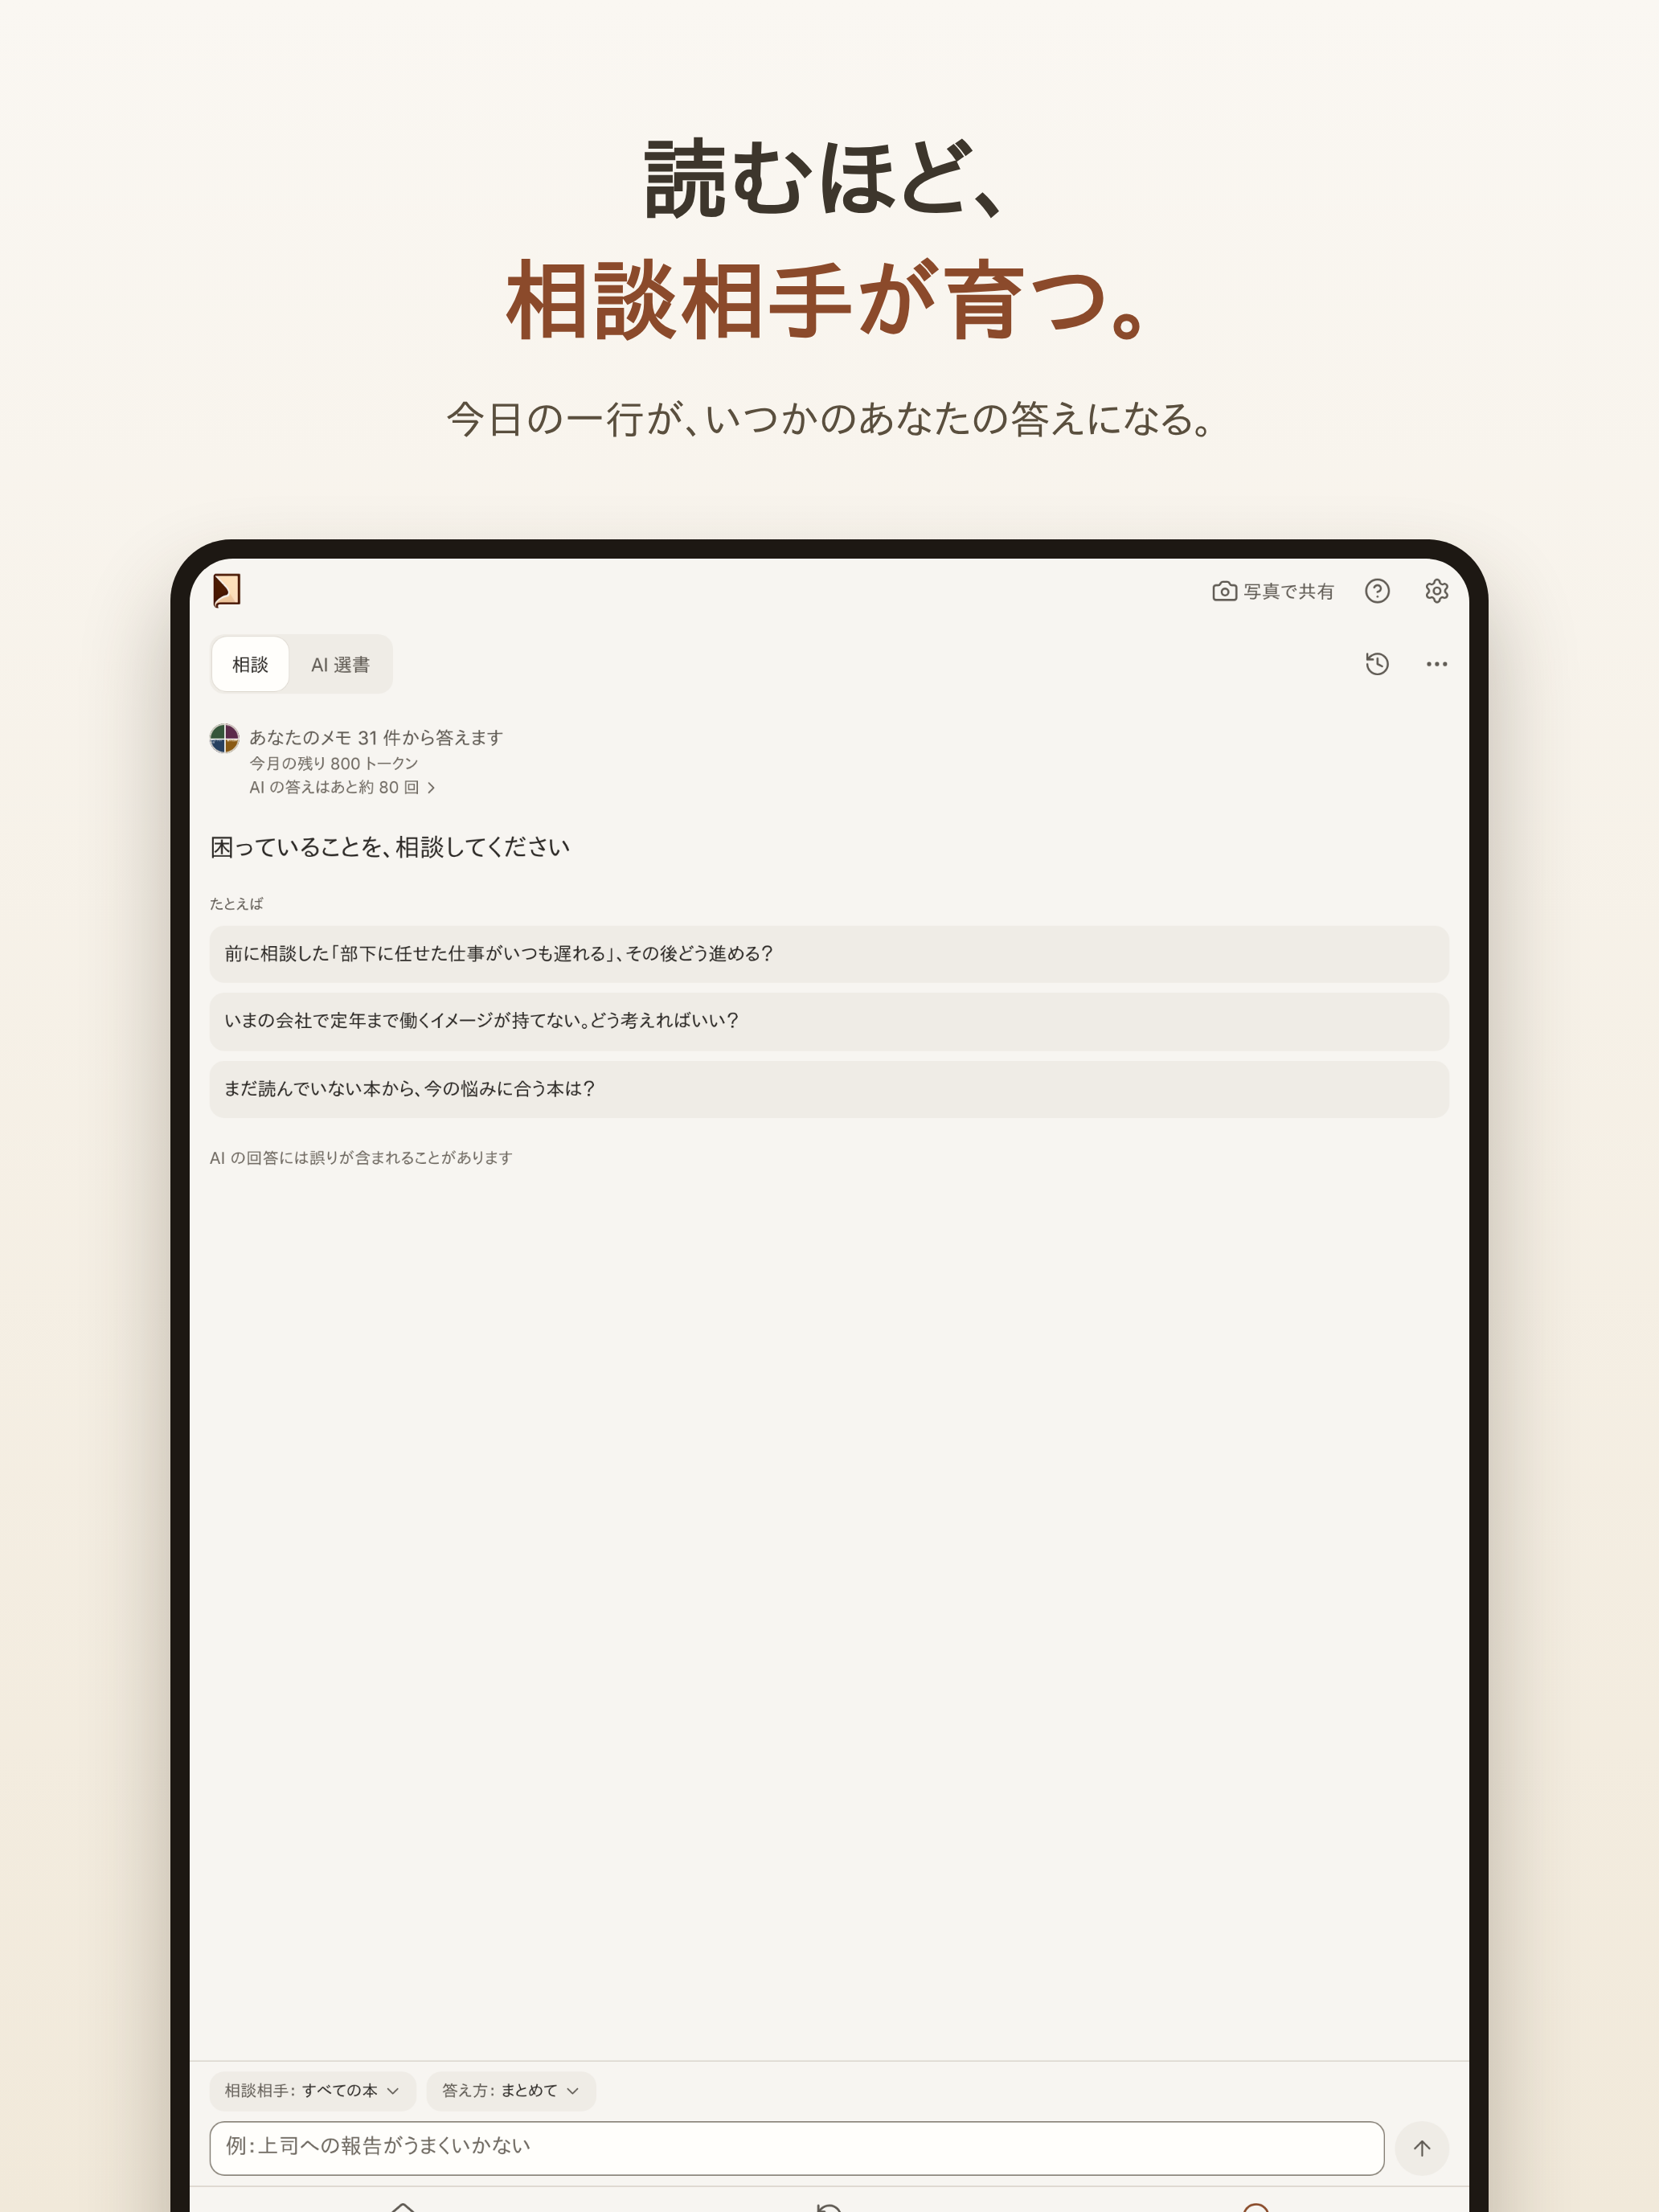 読むほど、
相談相手が育つ。
今日の一行が、いつかのあなたの答えになる。
写真で共有
相談 AI 選書
あなたのメモ 31 件から答えます
今月の残り 800 トークン
AI の答えはあと約 80 回
困っていることを、相談してください
たとえば
前に相談した「部下に任せた仕事がいつも遅れる」、その後どう進める?
いまの会社で定年まで働くイメージが持てない。どう考えればいい?
まだ読んでいない本から、今の悩みに合う本は?
AI の回答には誤りが含まれることがあります
相談相手: すべての本 答え方: まとめて
例:上司への報告がうまくいかない